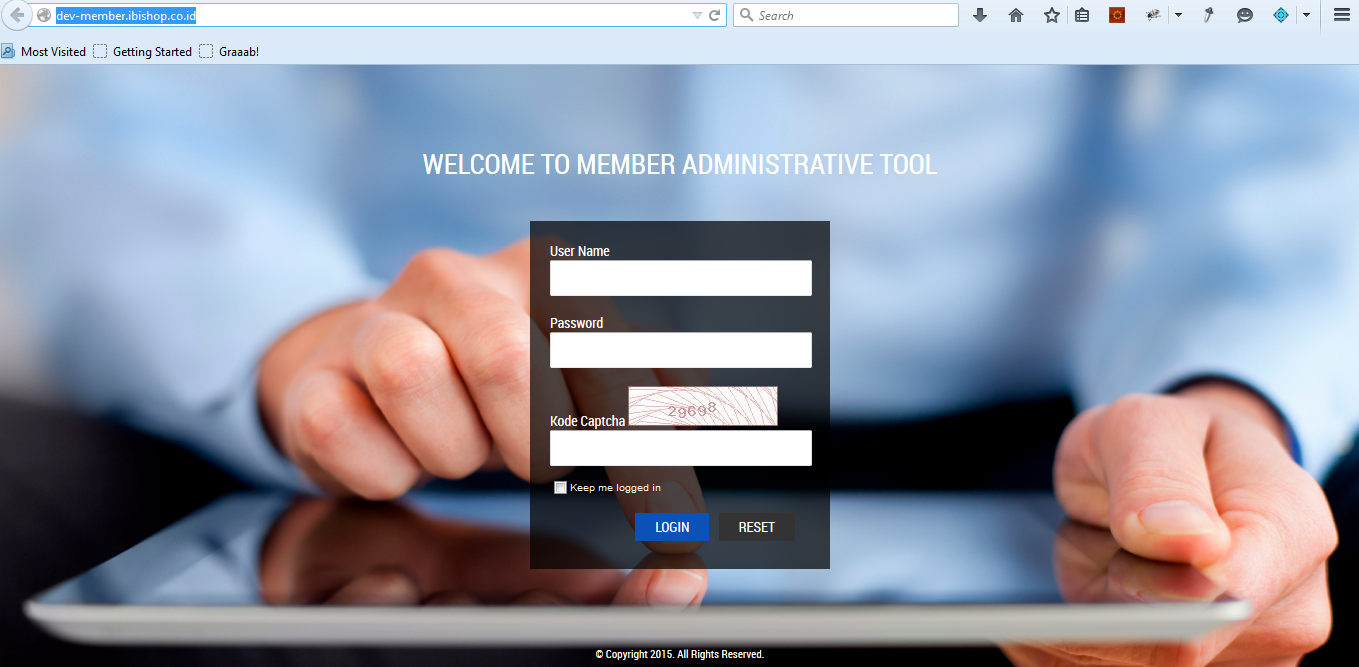 dev-member.ibishop.co.id
Search
Most Visited Getting Started Graaab!
WELCOME TO MEMBER ADMINISTRATIVE TOOL
User Name
Password
Kode Captcha 29698
Keep me logged in
LOGIN RESET
© Copyright 2015. All Rights Reserved.